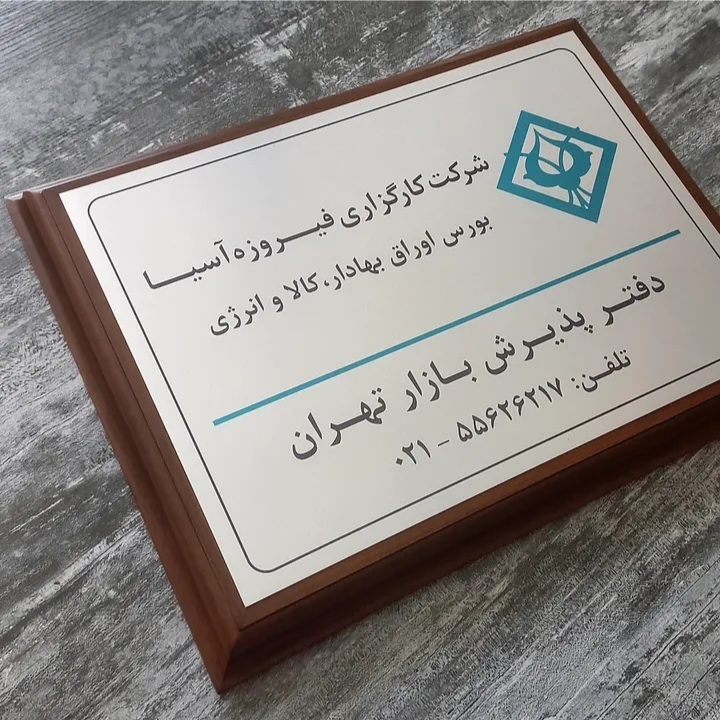 شرکت کارگزاری فیروزه آسیا
بورس اوراق بهادار، کالا و انرژی
دفتر پذیرش بازار تهران
تلفن: ۵۵۶۲۶۲۱۷ - ۰۲۱